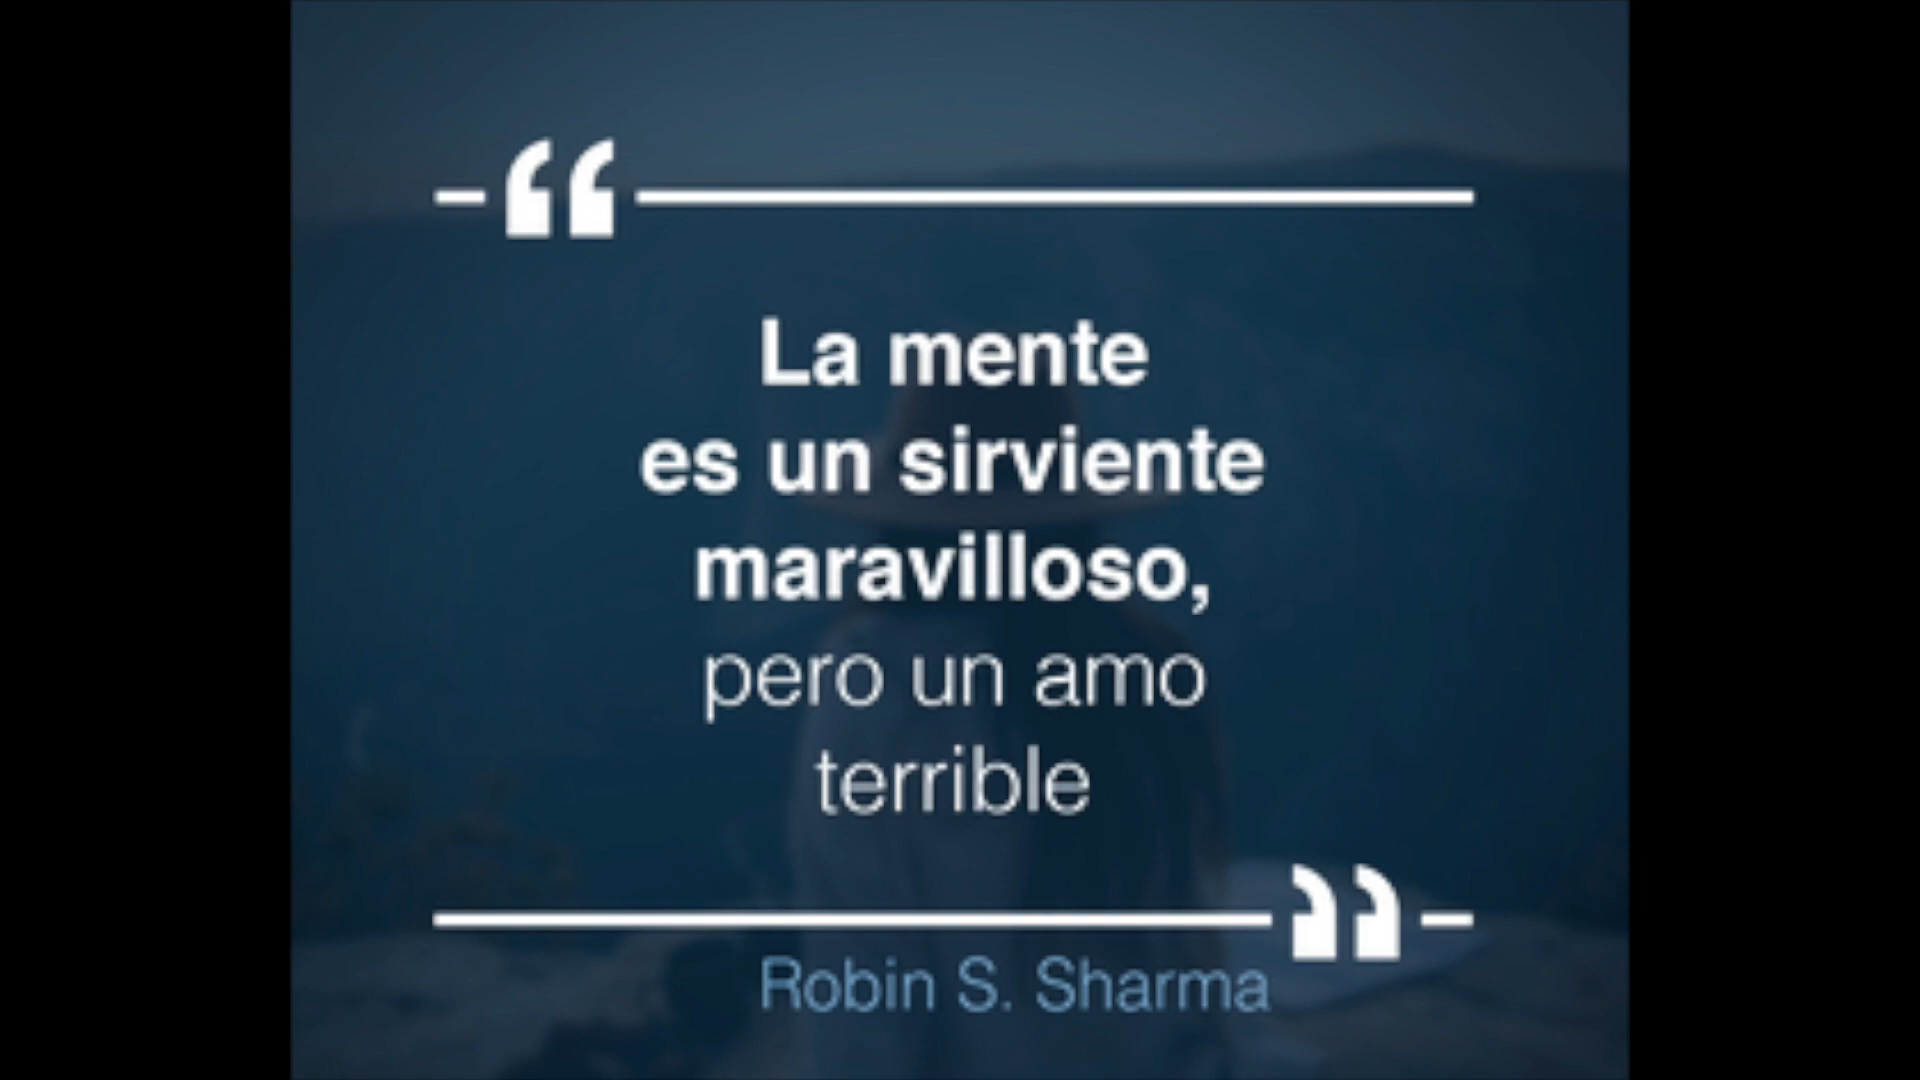 “
La mente
es un sirviente
maravilloso,
pero un amo
terrible
”
Robin S. Sharma